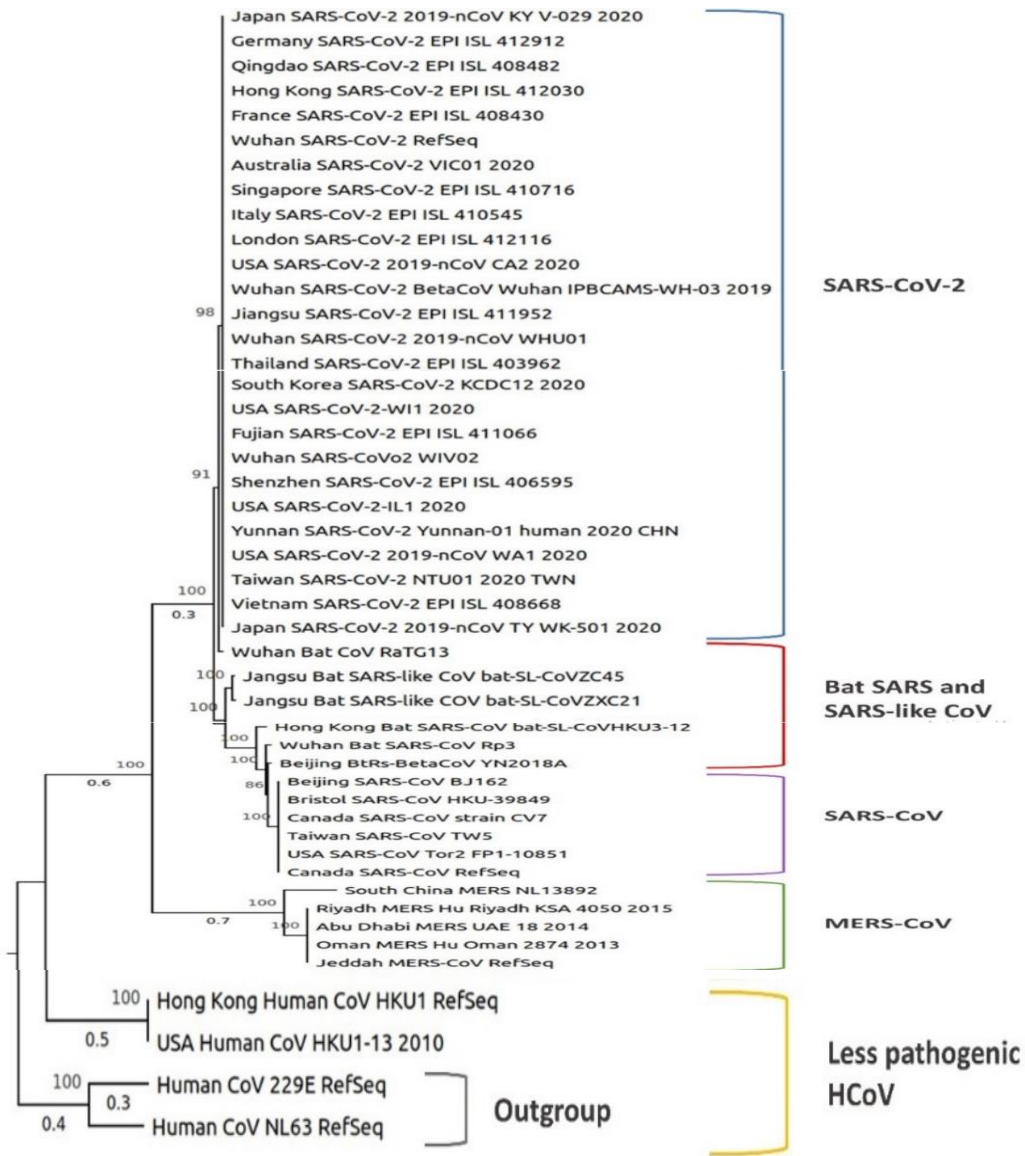 Japan SARS-CoV-2 2019-nCoV KY V-029 2020
Germany SARS-CoV-2 EPI ISL 412912
Qingdao SARS-CoV-2 EPI ISL 408482
Hong Kong SARS-CoV-2 EPI ISL 412030
France SARS-CoV-2 EPI ISL 408430
Wuhan SARS-CoV-2 RefSeq
Australia SARS-CoV-2 VIC01 2020
Singapore SARS-CoV-2 EPI ISL 410716
Italy SARS-CoV-2 EPI ISL 410545
London SARS-CoV-2 EPI ISL 412116
USA SARS-CoV-2 2019-nCoV CA2 2020
Wuhan SARS-CoV-2 BetaCoV Wuhan IPBCAMS-WH-03 2019
SARS-CoV-2
98
Jiangsu SARS-CoV-2 EPI ISL 411952
Wuhan SARS-CoV-2 2019-nCoV WHU01
Thailand SARS-CoV-2 EPI ISL 403962
South Korea SARS-CoV-2 KCDC12 2020
USA SARS-CoV-2-WI1 2020
Fujian SARS-CoV-2 EPI ISL 411066
Wuhan SARS-CoVo2 WIV02
91
Shenzhen SARS-CoV-2 EPI ISL 406595
USA SARS-CoV-2-IL1 2020
Yunnan SARS-CoV-2 Yunnan-01 human 2020 CHN
USA SARS-CoV-2 2019-nCoV WA1 2020
Taiwan SARS-CoV-2 NTU01 2020 TWN
100
0.3
Vietnam SARS-CoV-2 EPI ISL 408668
Japan SARS-CoV-2 2019-nCoV TY WK-501 2020
Wuhan Bat CoV RaTG13
100
Jangsu Bat SARS-like CoV bat-SL-CoVZC45
100
Jangsu Bat SARS-like COV bat-SL-CoVZXC21
Bat SARS and
SARS-like CoV
100
Hong Kong Bat SARS-CoV bat-SL-CoVHKU3-12
Wuhan Bat SARS-CoV Rp3
100
Beijing BtRs-BetaCoV YN2018A
100
0.6
86
Beijing SARS-CoV BJ162
Bristol SARS-CoV HKU-39849
100
Canada SARS-CoV strain CV7
Taiwan SARS-CoV TW5
USA SARS-CoV Tor2 FP1-10851
Canada SARS-CoV RefSeq
SARS-CoV
South China MERS NL13892
100
0.7
Riyadh MERS Hu Riyadh KSA 4050 2015
100
Abu Dhabi MERS UAE 18 2014
Oman MERS Hu Oman 2874 2013
Jeddah MERS-CoV RefSeq
MERS-CoV
100
Hong Kong Human CoV HKU1 RefSeq
0.5
USA Human CoV HKU1-13 2010
100
Human CoV 229E RefSeq
0.3
0.4
Human CoV NL63 RefSeq
Outgroup
Less pathogenic
HCoV